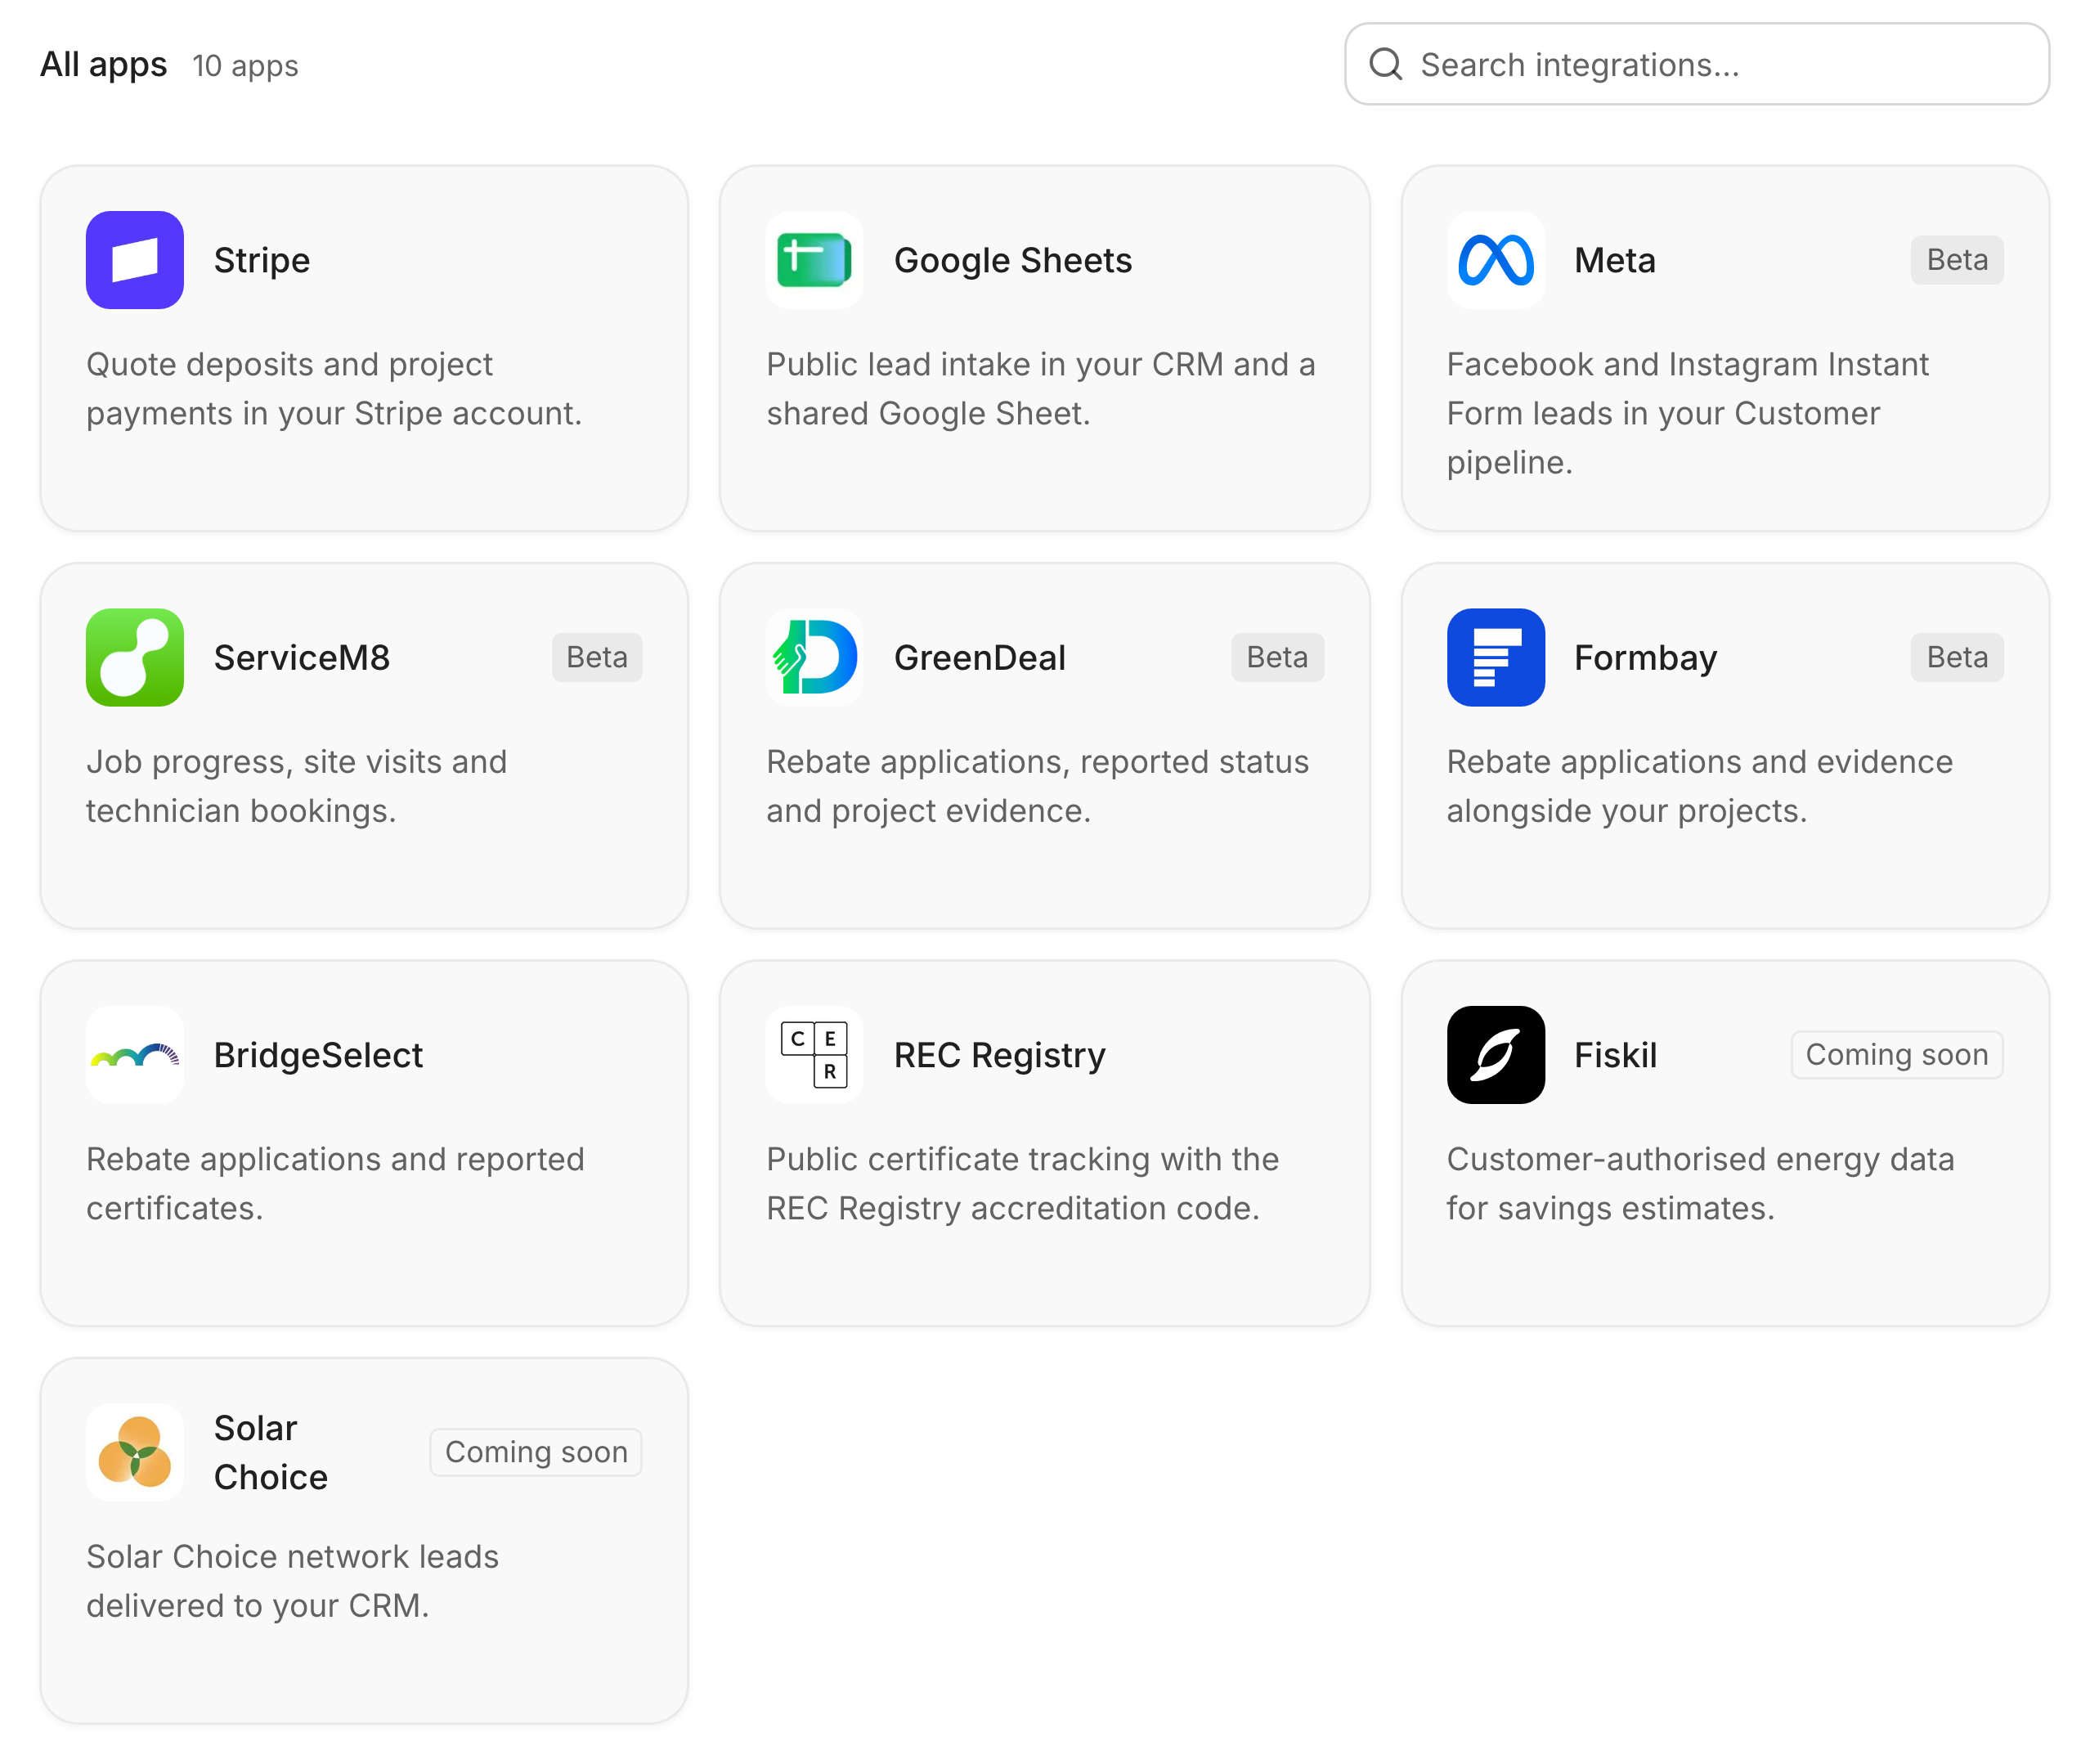 All apps 10 apps
Search integrations...
Stripe
Quote deposits and project
payments in your Stripe account.
Google Sheets
Public lead intake in your CRM and a
shared Google Sheet.
Meta
Beta
Facebook and Instagram Instant
Form leads in your Customer
pipeline.
ServiceM8
Beta
Job progress, site visits and
technician bookings.
GreenDeal
Beta
Rebate applications, reported status
and project evidence.
Formbay
Beta
Rebate applications and evidence
alongside your projects.
BridgeSelect
Rebate applications and reported
certificates.
C E
R
REC Registry
Public certificate tracking with the
REC Registry accreditation code.
Fiskil
Coming soon
Customer-authorised energy data
for savings estimates.
Solar
Choice
Coming soon
Solar Choice network leads
delivered to your CRM.